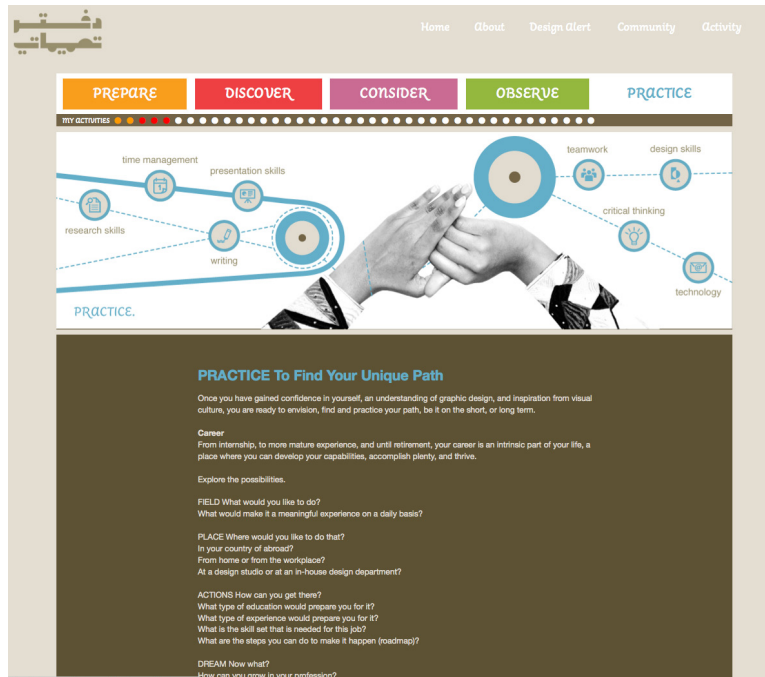 دفتر
Home About Design Alert Community Activity
PREPARE DISCOVER CONSIDER OBSERVE PRACTICE
MY ACTIVITIES
time management
presentation skills
research skills
writing
teamwork
design skills
critical thinking
technology
PRACTICE.
PRACTICE To Find Your Unique Path
Once you have gained confidence in yourself, an understanding of graphic design, and inspiration from visual
culture, you are ready to envision, find and practice your path, be it on the short, or long term.
Career
From internship, to more mature experience, and until retirement, your career is an intrinsic part of your life, a
place where you can develop your capabilities, accomplish plenty, and thrive.
Explore the possibilities.
FIELD What would you like to do?
What would make it a meaningful experience on a daily basis?
PLACE Where would you like to do that?
In your country of abroad?
From home or from the workplace?
At a design studio or at an in-house design department?
ACTIONS How can you get there?
What type of education would prepare you for it?
What type of experience would prepare you for it?
What is the skill set that is needed for this job?
What are the steps you can do to make it happen (roadmap)?
DREAM Now what?
How can you grow in your profession?